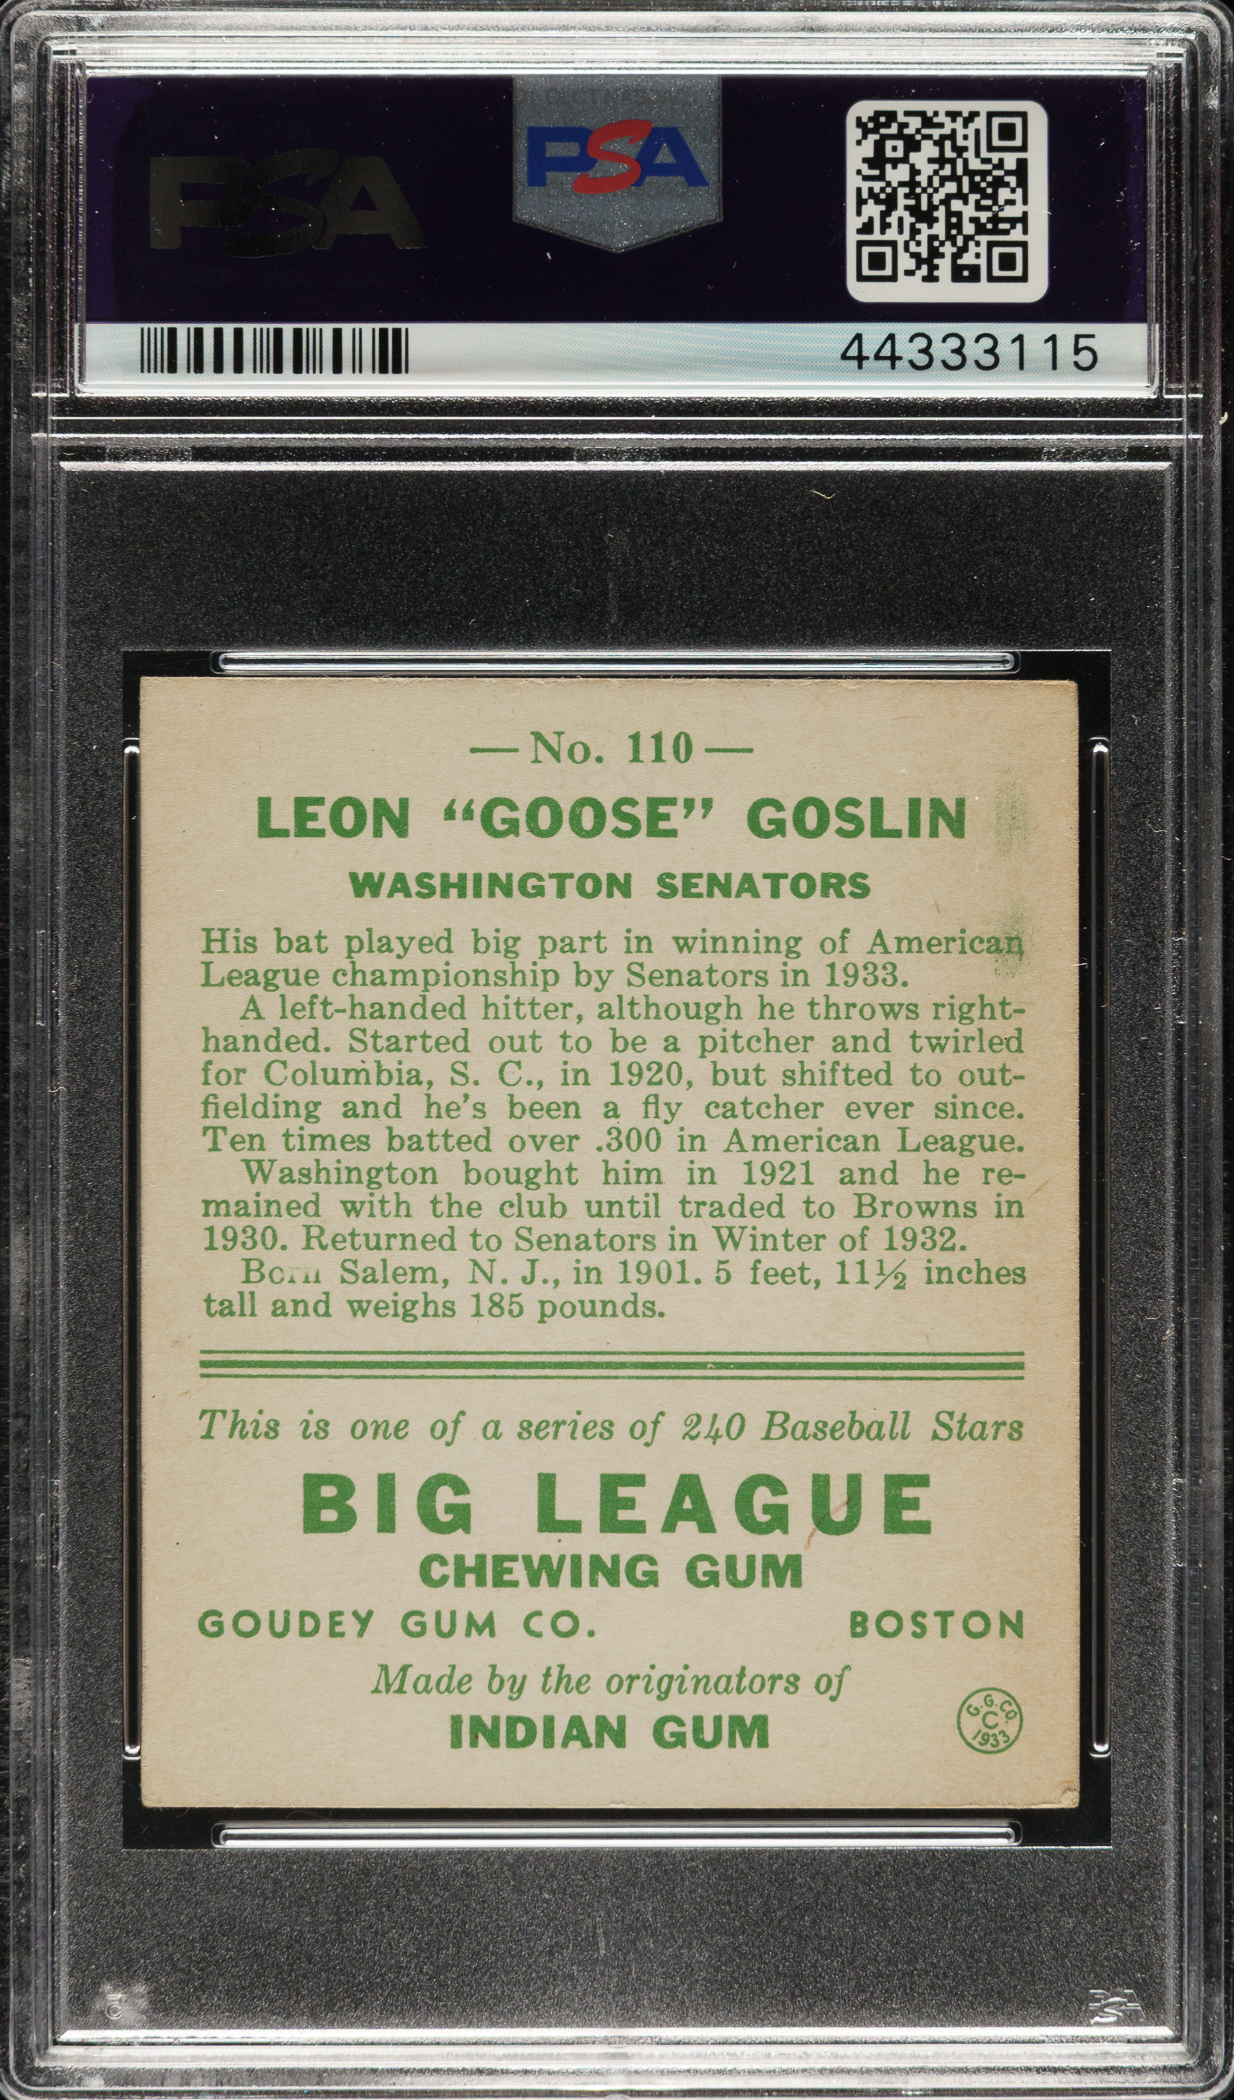 PSA
PSA
44333115
— No. 110 —
LEON “GOOSE” GOSLIN
WASHINGTON SENATORS
His bat played big part in winning of American
League championship by Senators in 1933.
A left-handed hitter, although he throws right-
handed. Started out to be a pitcher and twirled
for Columbia, S. C., in 1920, but shifted to out-
fielding and he's been a fly catcher ever since.
Ten times batted over .300 in American League.
Washington bought him in 1921 and he re-
mained with the club until traded to Browns in
1930. Returned to Senators in Winter of 1932.
Born Salem, N. J., in 1901. 5 feet, 11½ inches
tall and weighs 185 pounds.
This is one of a series of 240 Baseball Stars
BIG LEAGUE
CHEWING GUM
GOUDEY GUM CO. BOSTON
Made by the originators of
INDIAN GUM
G.G.CO.
C
1933
PSA